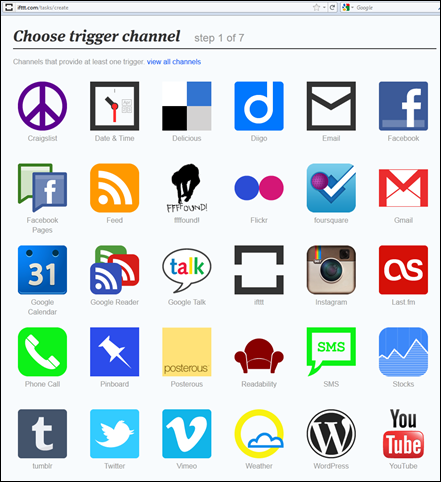 ifttt.com/tasks/create
Google
Choose trigger channel step 1 of 7
Channels that provide at least one trigger. view all channels
Craigslist
Date & Time
Delicious
Diigo
Email
Facebook
Facebook
Pages
Feed
FFFFOUND!
ffffound!
Flickr
foursquare
Gmail
31
Google
Calendar
Google Reader
talk
Google Talk
ifttt
Instagram
Last.fm
Phone Call
Pinboard
posterous
Posterous
Readability
SMS
SMS
Stocks
tumblr
Twitter
Vimeo
Weather
WordPress
You
Tube
YouTube